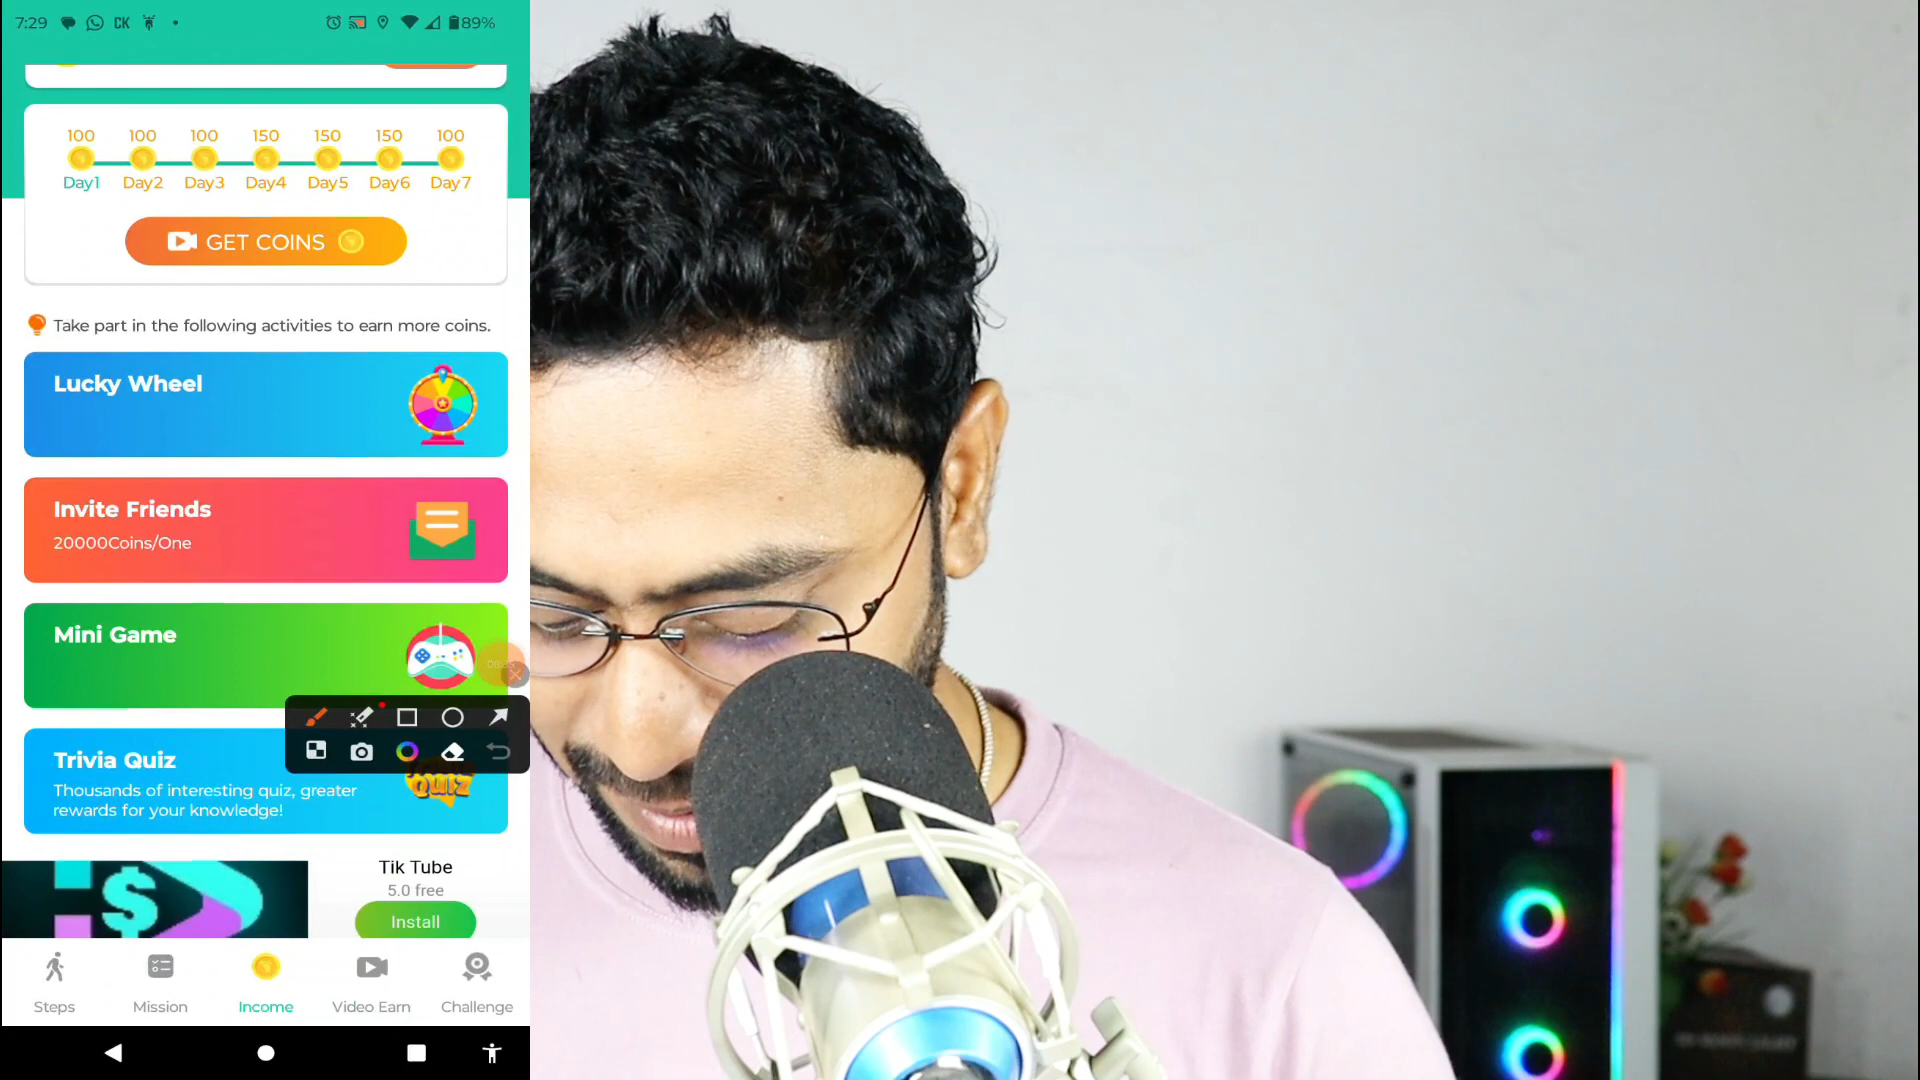 7:29 CK 89%
100 100 100 150 150 150 100
Day1 Day2 Day3 Day4 Day5 Day6 Day7
GET COINS
Take part in the following activities to earn more coins.
Lucky Wheel
Invite Friends
20000Coins/One
Mini Game
Trivia Quiz
Thousands of interesting quiz, greater
rewards for your knowledge!
Quiz
Tik Tube
5.0 free
Install
Steps Mission Income Video Earn Challenge